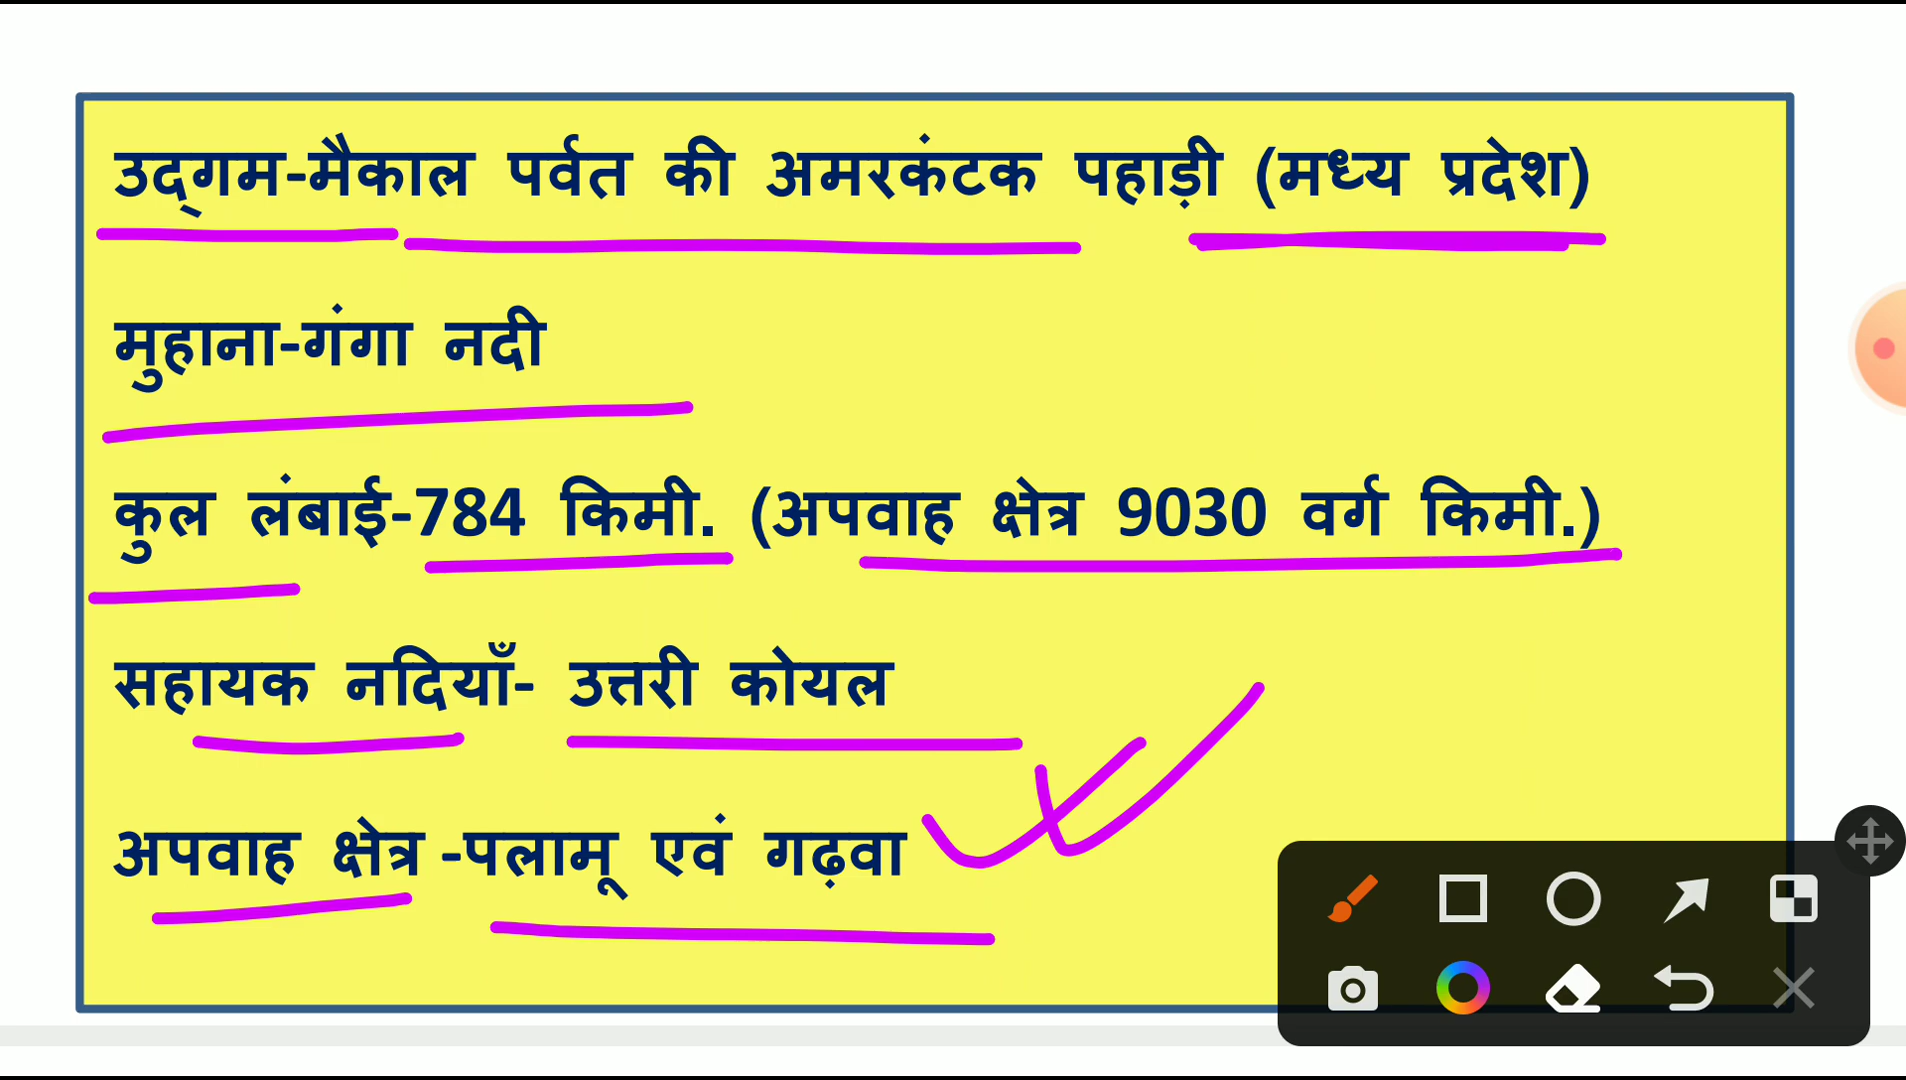 उद्गम-मैकाल पर्वत की अमरकंटक पहाड़ी (मध्य प्रदेश)
मुहाना-गंगा नदी
कुल लंबाई-784 किमी. (अपवाह क्षेत्र 9030 वर्ग किमी.)
सहायक नदियाँ- उत्तरी कोयल
अपवाह क्षेत्र -पलामू एवं गढ़वा